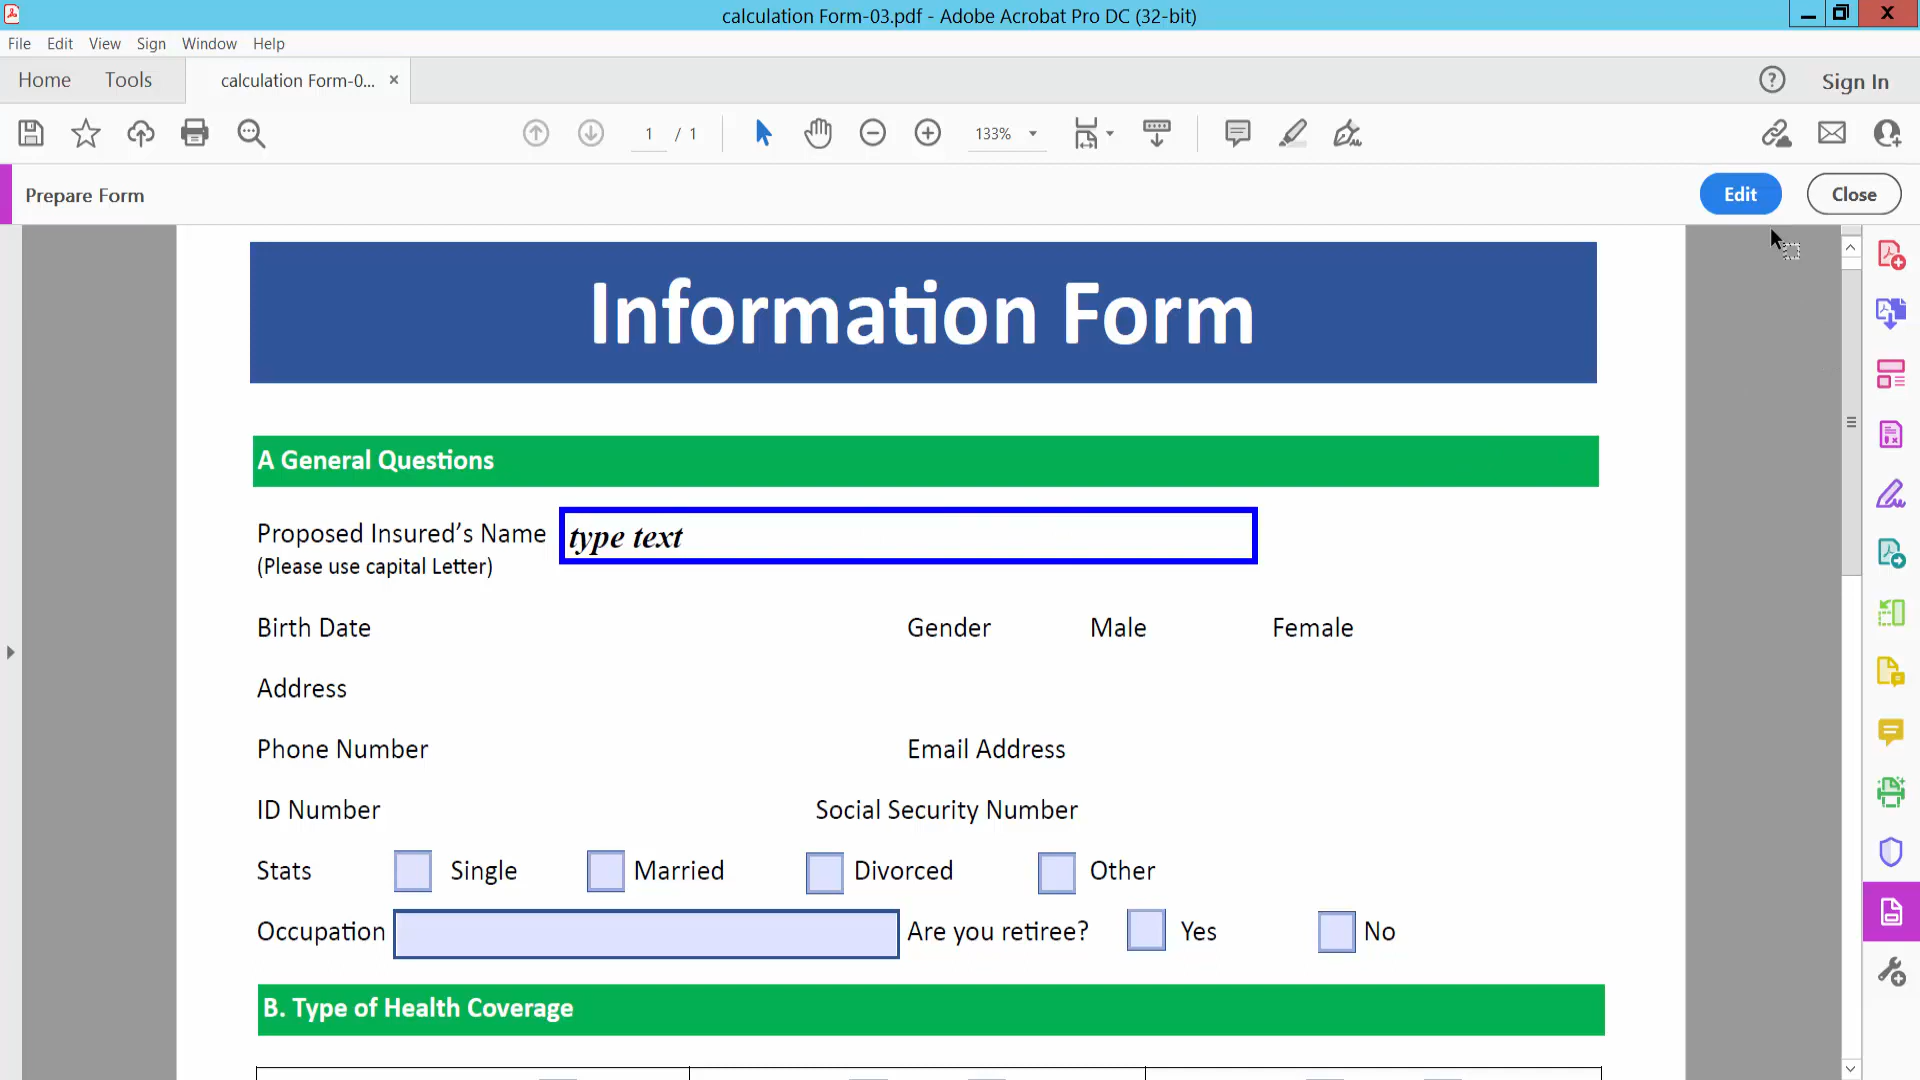 calculation Form-03.pdf - Adobe Acrobat Pro DC (32-bit)
File Edit View Sign Window Help
Home Tools calculation Form-0... × Sign In
1 / 1 133%
Prepare Form Edit Close
Information Form
A General Questions
Proposed Insured’s Name type text
(Please use capital Letter)
Birth Date Gender Male Female
Address
Phone Number Email Address
ID Number Social Security Number
Stats Single Married Divorced Other
Occupation Are you retiree? Yes No
B. Type of Health Coverage